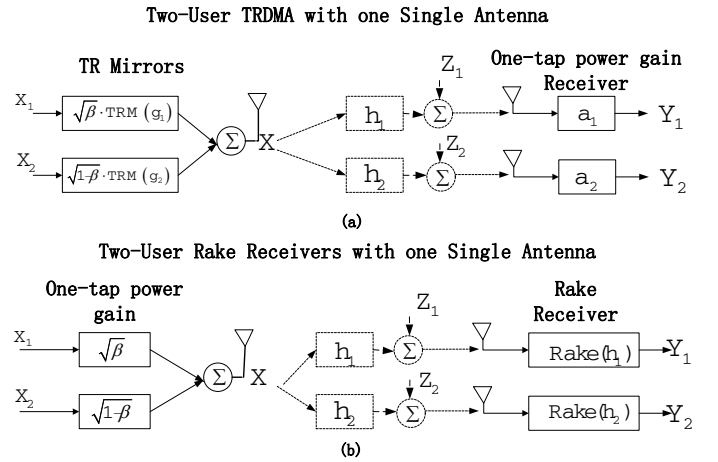 Two-User TRDMA with one Single Antenna
TR Mirrors
One-tap power gain
Receiver
X₁
√β·TRM(g₁)
X₂
√1-β·TRM(g₂)
Σ
X
h₁
h₂
Z₁
Σ
Z₂
Σ
a₁
Y₁
a₂
Y₂
(a)
Two-User Rake Receivers with one Single Antenna
One-tap power
gain
Rake
Receiver
X₁
√β
X₂
√1-β
Σ
X
h₁
h₂
Z₁
Σ
Z₂
Σ
Rake(h₁)
Y₁
Rake(h₂)
Y₂
(b)